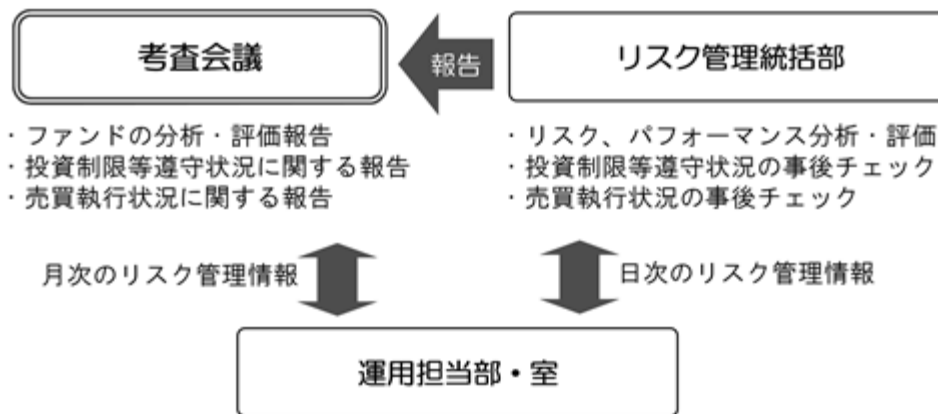 考査会議
報告
リスク管理統括部
・ファンドの分析・評価報告
・投資制限等遵守状況に関する報告
・売買執行状況に関する報告
・リスク、パフォーマンス分析・評価
・投資制限等遵守状況の事後チェック
・売買執行状況の事後チェック
月次のリスク管理情報
日次のリスク管理情報
運用担当部・室